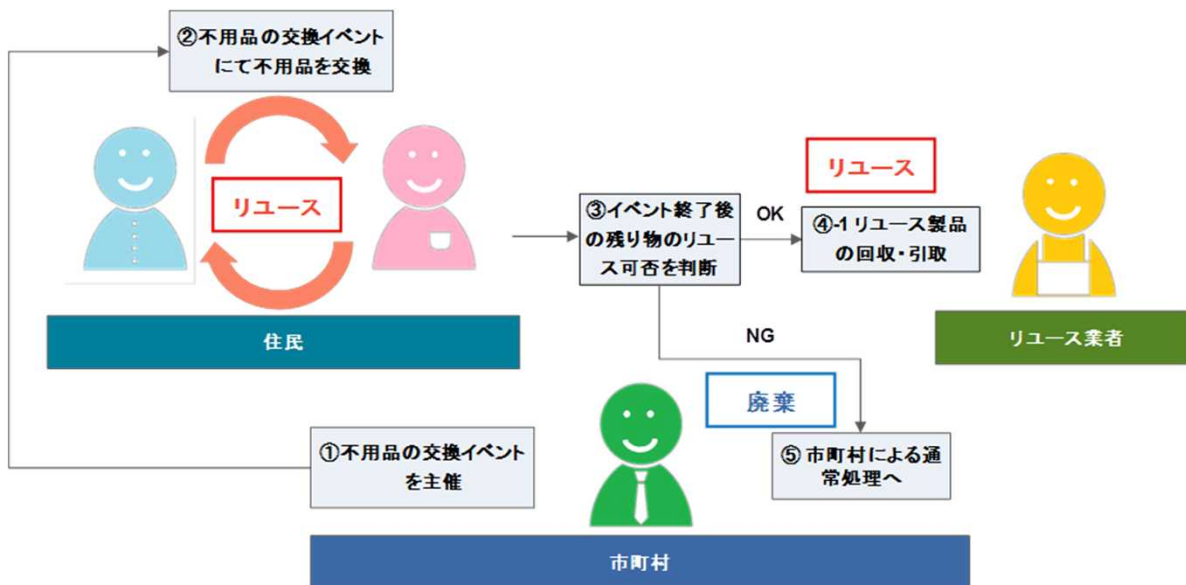 ②不用品の交換イベント
にて不用品を交換
リユース
住民
③イベント終了後
の残り物のリユー
ス可否を判断
OK
リユース
④-1 リユース製品
の回収・引取
リユース業者
NG
廃棄
①不用品の交換イベント
を主催
⑤市町村による通
常処理へ
市町村